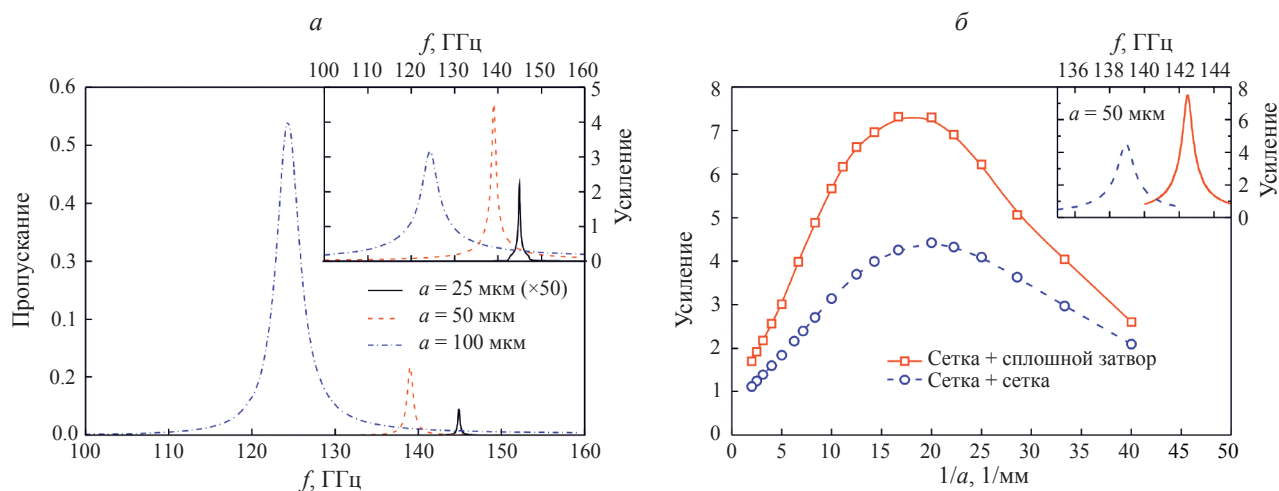 а
f, ГГц
100 110 120 130 140 150 160
0.6
0.5
0.4
0.3
0.1
0.2
0.0
Пропускание
5
4
3
2
1
0
Усиление
a = 25 мкм (×50)
a = 50 мкм
a = 100 мкм
100 110 120 130 140 150 160
f, ГГц
б
f, ГГц
136 138 140 142 144
8
7
6
5
4
3
2
1
0
Усиление
a = 50 мкм
8
6
4
2
0
Усиление
Сетка + сплошной затвор
Сетка + сетка
0 5 10 15 20 25 30 35 40 45 50
1/a, 1/мм